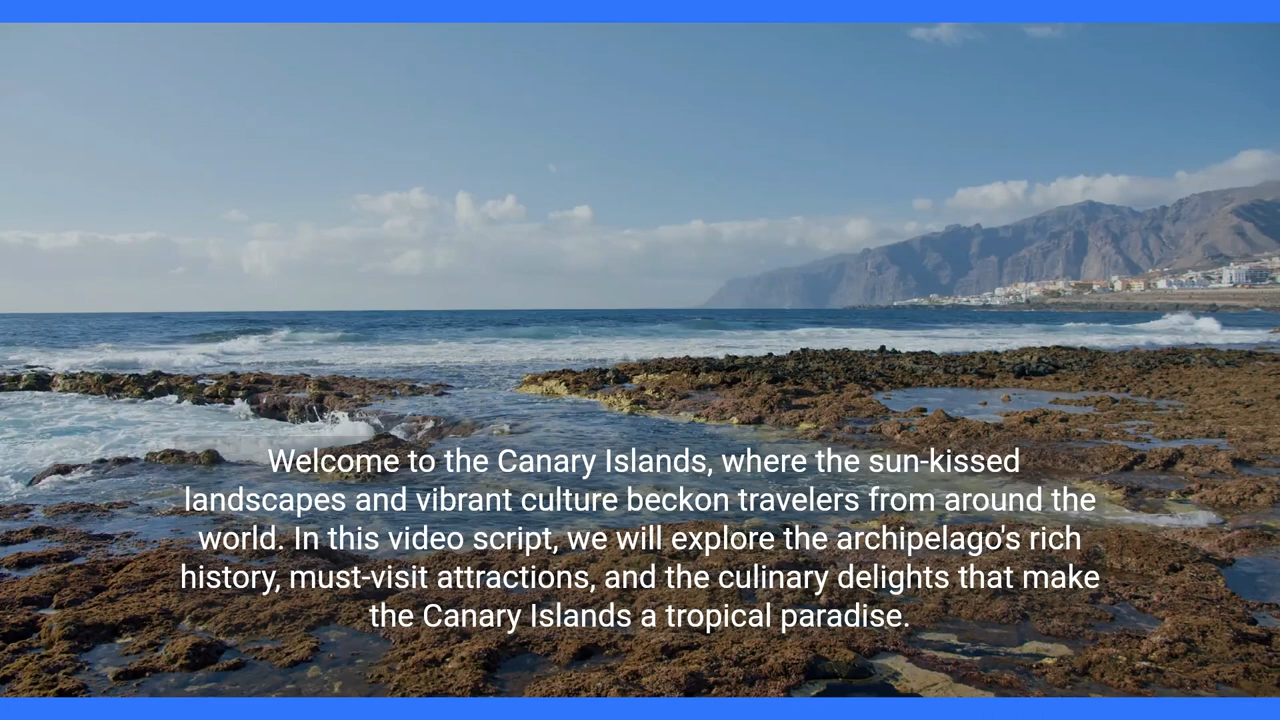 Welcome to the Canary Islands, where the sun-kissed
landscapes and vibrant culture beckon travelers from around the
world. In this video script, we will explore the archipelago's rich
history, must-visit attractions, and the culinary delights that make
the Canary Islands a tropical paradise.